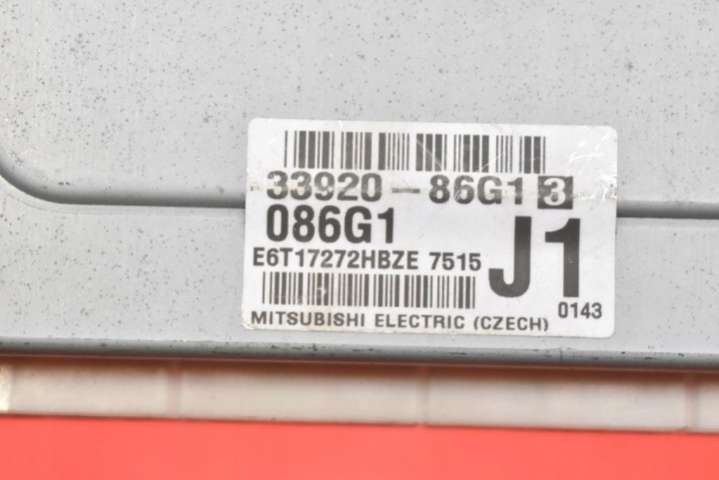 33920-86G1 3
086G1
J1
E6T17272HBZE 7515
0143
MITSUBISHI ELECTRIC (CZECH)